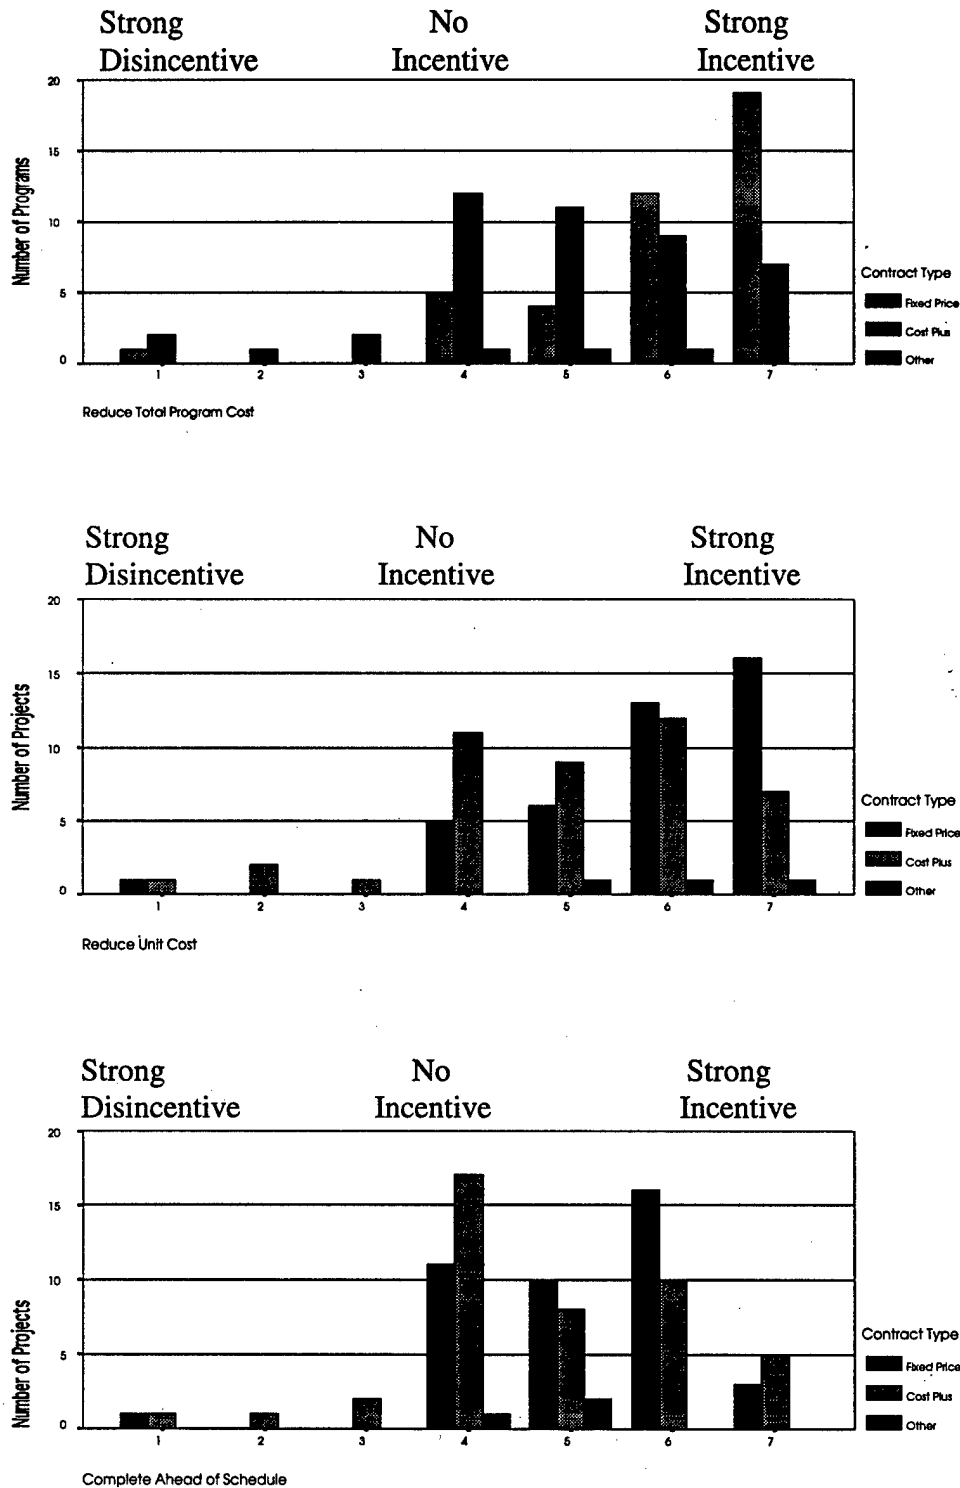 Strong No Strong
Disincentive Incentive Incentive
20
15
10
5
0
Number of Programs
1 2 3 4 5 6 7
Contract Type
Fixed Price
Cost Plus
Other
Reduce Total Program Cost
Strong No Strong
Disincentive Incentive Incentive
20
15
10
5
0
Number of Projects
1 2 3 4 5 6 7
Contract Type
Fixed Price
Cost Plus
Other
Reduce Unit Cost
Strong No Strong
Disincentive Incentive Incentive
20
15
10
5
0
Number of Projects
1 2 3 4 5 6 7
Contract Type
Fixed Price
Cost Plus
Other
Complete Ahead of Schedule